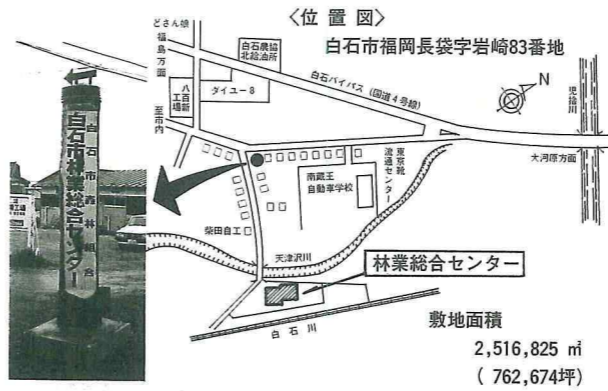 〈位置図〉
白石市福岡長袋字岩崎83番地
どさん娘
福島方面
白石農協
北給油所
ダイユー8
八百新
工場
至市内
白石バイパス(国道4号線)
N
児捨川
大河原方面
東京靴
流通センター
南蔵王
自動車学校
柴田自工
天津沢川
林業総合センター
白石川
敷地面積
2,516,825 ㎡
( 762,674坪)
白石市森林組合
白石市林業総合センター